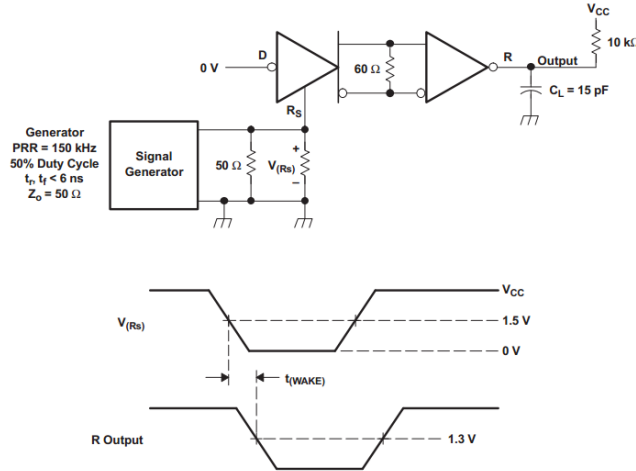 VCC
10 kΩ
R
Output
CL = 15 pF
D
0 V
60 Ω
RS
Generator
PRR = 150 kHz
50% Duty Cycle
tr, tf < 6 ns
Zo = 50 Ω
Signal
Generator
50 Ω
V(Rs)
+
−
VCC
V(Rs)
1.5 V
0 V
t(WAKE)
R Output
1.3 V